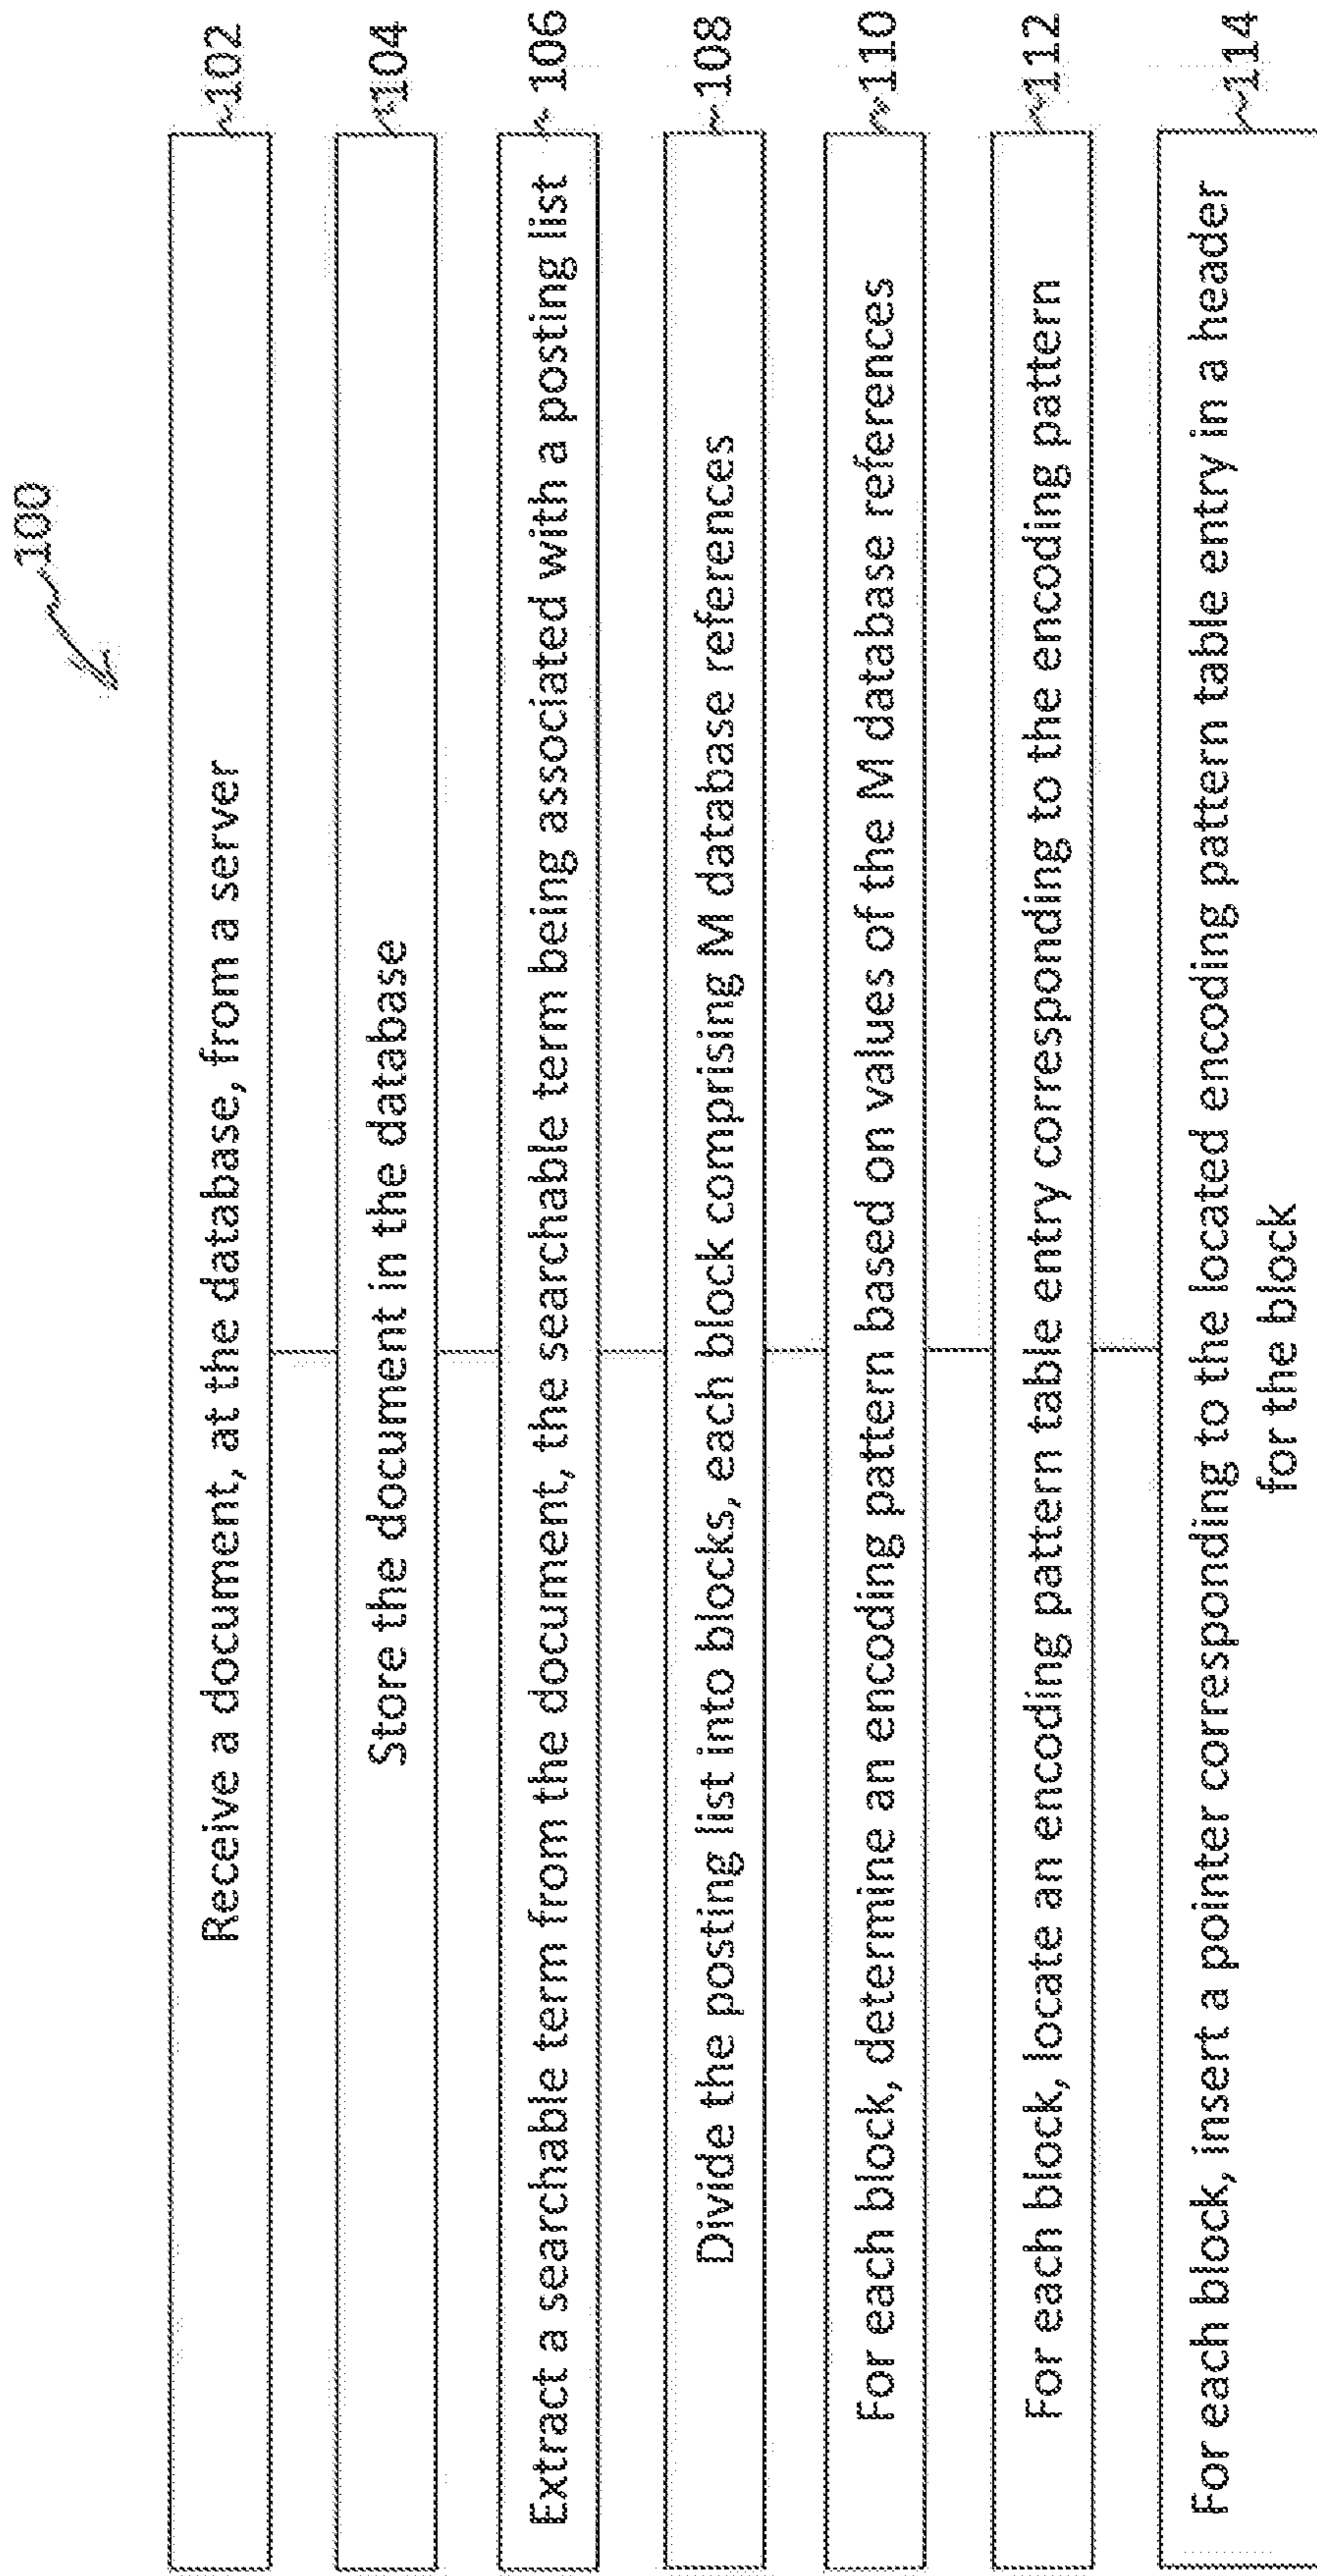 100
Receive a document, at the database, from a server
102
Store the document in the database
104
Extract a searchable term from the document, the searchable term being associated with a posting list
106
Divide the posting list into blocks, each block comprising M database references
108
For each block, determine an encoding pattern based on values of the M database references
110
For each block, locate an encoding pattern table entry corresponding to the encoding pattern
112
For each block, insert a pointer corresponding to the located encoding pattern table entry in a header
for the block
114